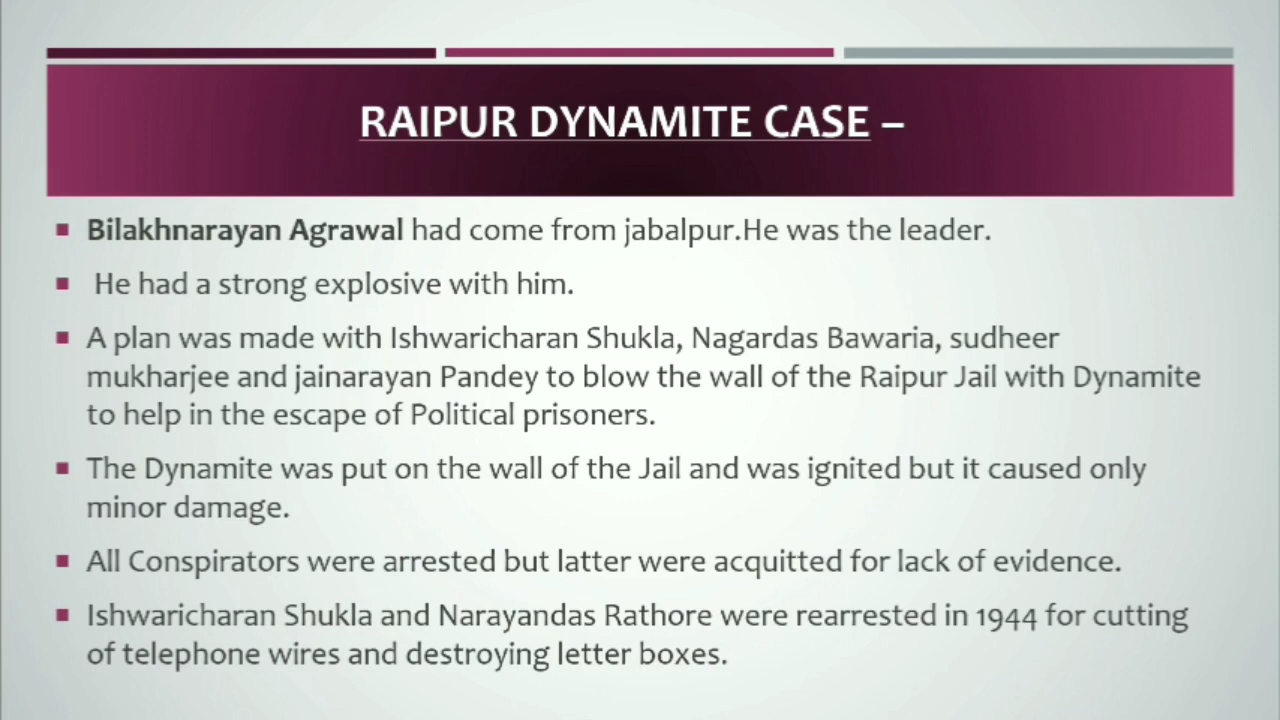 RAIPUR DYNAMITE CASE –
Bilakhnarayan Agrawal had come from jabalpur.He was the leader.
He had a strong explosive with him.
A plan was made with Ishwaricharan Shukla, Nagardas Bawaria, sudheer
mukharjee and jainarayan Pandey to blow the wall of the Raipur Jail with Dynamite
to help in the escape of Political prisoners.
The Dynamite was put on the wall of the Jail and was ignited but it caused only
minor damage.
All Conspirators were arrested but latter were acquitted for lack of evidence.
Ishwaricharan Shukla and Narayandas Rathore were rearrested in 1944 for cutting
of telephone wires and destroying letter boxes.